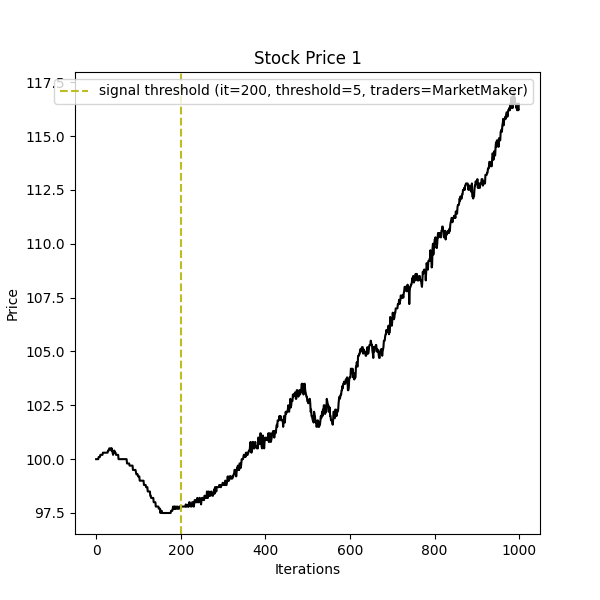 Stock Price 1
117.5
signal threshold (it=200, threshold=5, traders=MarketMaker)
115.0
112.5
110.0
107.5
105.0
102.5
100.0
97.5
Price
0 200 400 600 800 1000
Iterations